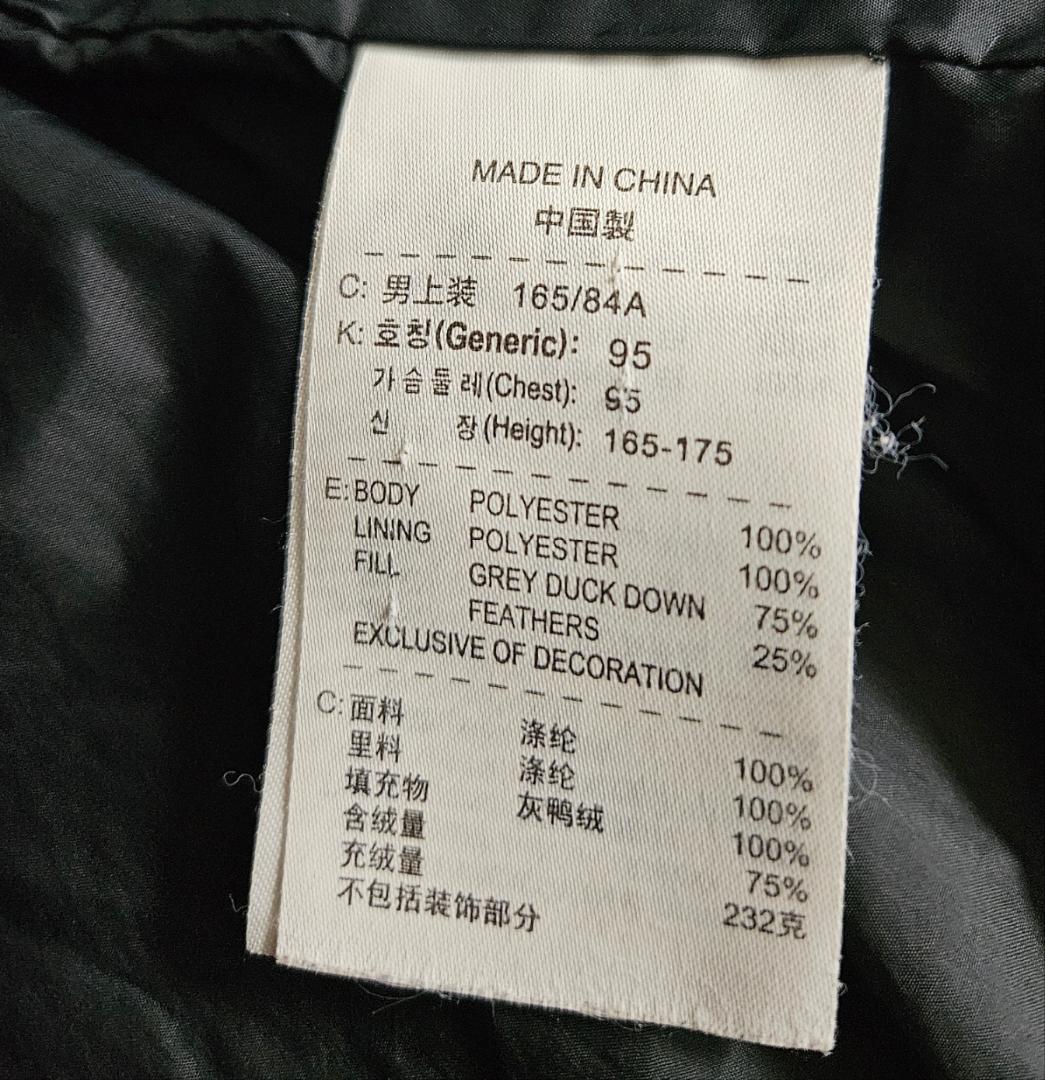 MADE IN CHINA
中国製
C: 男上装 165/84A
K: 호칭(Generic): 95
가슴둘레(Chest): 95
신 장(Height): 165-175
E: BODY POLYESTER 100%
LINING POLYESTER 100%
FILL GREY DUCK DOWN 75%
FEATHERS 25%
EXCLUSIVE OF DECORATION
C: 面料 涤纶 100%
里料 涤纶 100%
填充物 灰鸭绒 100%
含绒量 75%
充绒量 232克
不包括装饰部分